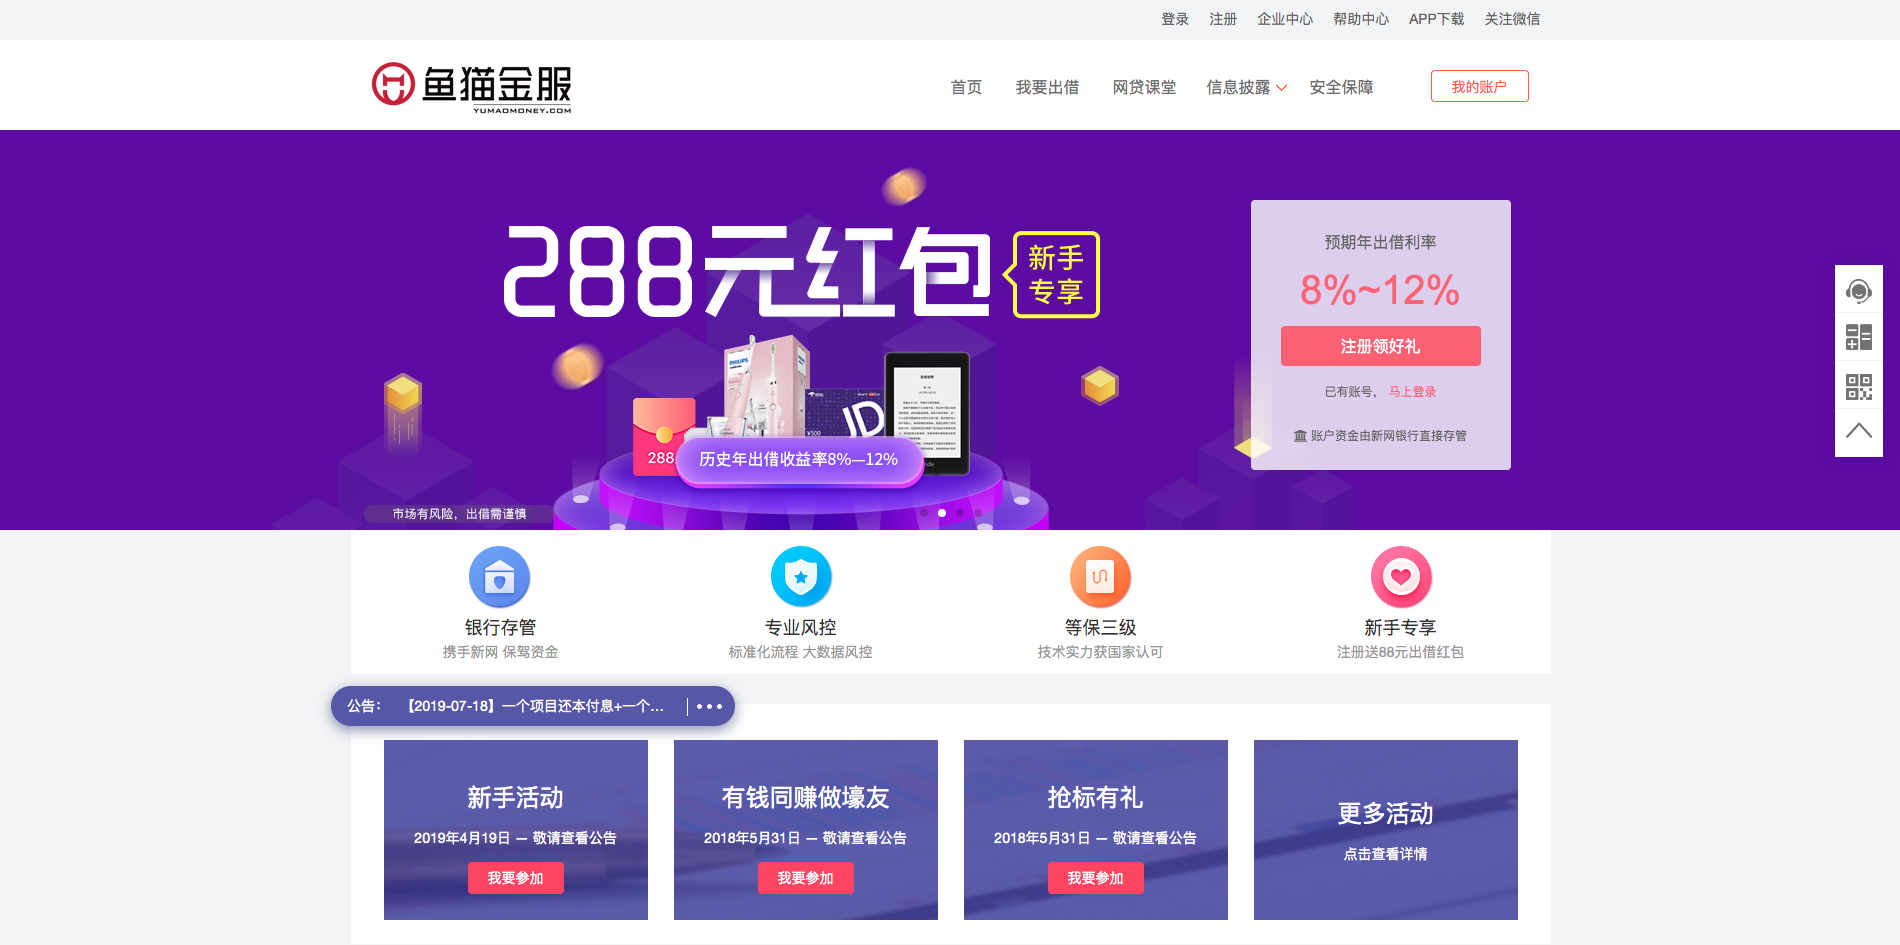 登录 注册 企业中心 帮助中心 APP下载 关注微信
鱼猫金服
YUMAOMONEY.COM
首页 我要出借 网贷课堂 信息披露 安全保障 我的账户
288元红包
新手
专享
预期年出借利率
8%~12%
注册领好礼
已有账号， 马上登录
账户资金由新网银行直接存管
PHILIPS
JD
¥500
288
历史年出借收益率8%—12%
市场有风险，出借需谨慎
银行存管
携手新网 保驾资金
专业风控
标准化流程 大数据风控
等保三级
技术实力获国家认可
新手专享
注册送88元出借红包
公告： 【2019-07-18】一个项目还本付息+一个...
新手活动
2019年4月19日 — 敬请查看公告
我要参加
有钱同赚做壕友
2018年5月31日 — 敬请查看公告
我要参加
抢标有礼
2018年5月31日 — 敬请查看公告
我要参加
更多活动
点击查看详情